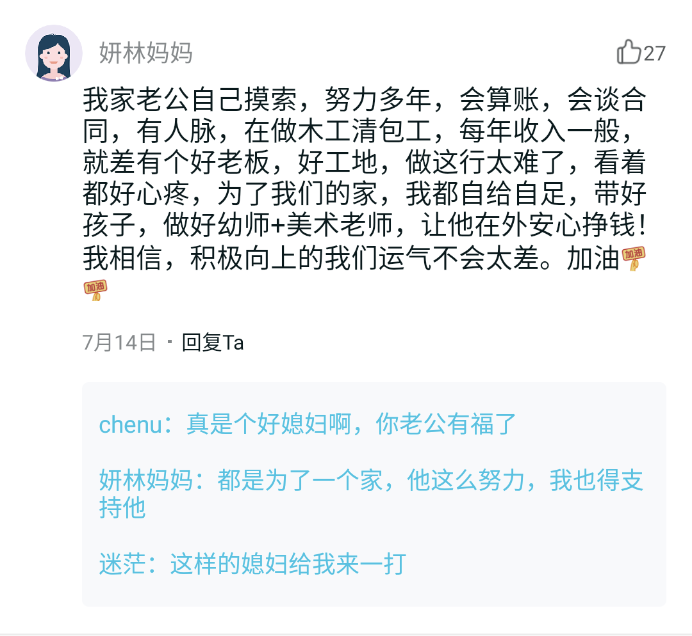 妍林妈妈
27
我家老公自己摸索，努力多年，会算账，会谈合
同，有人脉，在做木工清包工，每年收入一般，
就差有个好老板，好工地，做这行太难了，看着
都好心疼，为了我们的家，我都自给自足，带好
孩子，做好幼师+美术老师，让他在外安心挣钱！
我相信，积极向上的我们运气不会太差。加油加油
加油
7月14日 · 回复Ta
chenu：真是个好媳妇啊，你老公有福了
妍林妈妈：都是为了一个家，他这么努力，我也得支
持他
迷茫：这样的媳妇给我来一打